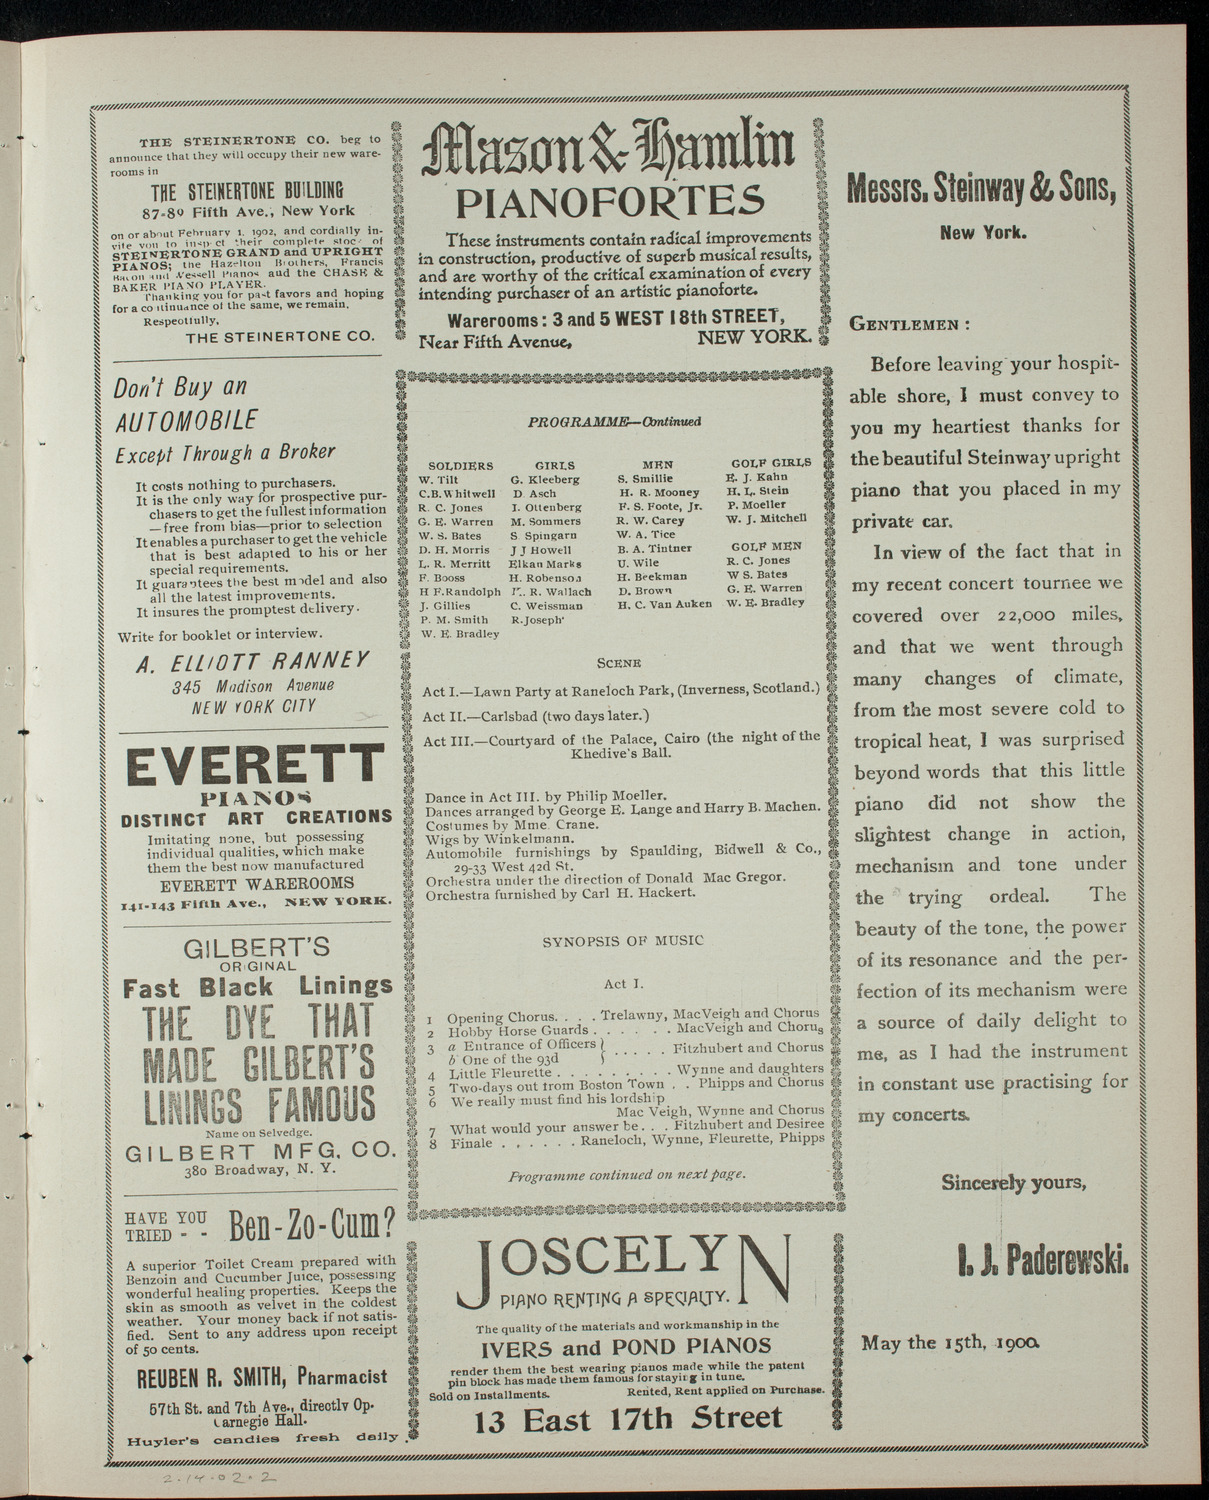 THE STEINERTONE CO. beg to
announce that they will occupy their new ware-
rooms in
THE STEINERTONE BUILDING
87-89 Fifth Ave., New York
on or about February 1, 1902, and cordially in-
vite you to inspect their complete stock of
STEINERTONE GRAND and UPRIGHT
PIANOS; the Hazelton Brothers, Francis
Bacon and Wessell Pianos and the CHASE &
BAKER PIANO PLAYER.
Thanking you for past favors and hoping
for a continuance of the same, we remain,
Respectfully,
THE STEINERTONE CO.
Don't Buy an
AUTOMOBILE
Except Through a Broker
It costs nothing to purchasers.
It is the only way for prospective pur-
chasers to get the fullest information
—free from bias—prior to selection
It enables a purchaser to get the vehicle
that is best adapted to his or her
special requirements.
It guarantees the best model and also
all the latest improvements.
It insures the promptest delivery.
Write for booklet or interview.
A. ELLIOTT RANNEY
345 Madison Avenue
NEW YORK CITY
EVERETT
PIANOS
DISTINCT ART CREATIONS
Imitating none, but possessing
individual qualities, which make
them the best now manufactured
EVERETT WAREROOMS
141-143 Fifth Ave., NEW YORK.
GILBERT'S
ORIGINAL
Fast Black Linings
THE DYE THAT
MADE GILBERT'S
LININGS FAMOUS
Name on Selvedge.
GILBERT MFG. CO.
380 Broadway, N. Y.
HAVE YOU
TRIED - - Ben-Zo-Cum?
A superior Toilet Cream prepared with
Benzoin and Cucumber Juice, possessing
wonderful healing properties. Keeps the
skin as smooth as velvet in the coldest
weather. Your money back if not satis-
fied. Sent to any address upon receipt
of 50 cents.
REUBEN R. SMITH, Pharmacist
57th St. and 7th Ave., directly Op.
Carnegie Hall.
Huyler's candies fresh daily.
Mason & Hamlin
PIANOFORTES
These instruments contain radical improvements
in construction, productive of superb musical results,
and are worthy of the critical examination of every
intending purchaser of an artistic pianoforte.
Warerooms: 3 and 5 WEST 18th STREET,
Near Fifth Avenue, NEW YORK.
PROGRAMME—Continued
SOLDIERS
W. Tilt
C.B.Whitwell
R. C. Jones
G. E. Warren
W. S. Bates
D. H. Morris
L. R. Merritt
F. Booss
H F.Randolph
J. Gillies
P. M. Smith
W. E. Bradley
GIRLS
G. Kleeberg
D. Asch
I. Ottenberg
M. Sommers
S Spingarn
J J Howell
Elkan Marks
H. Robenson
E. R. Wallach
C. Weissman
R.Joseph
MEN
S. Smillie
H. R. Mooney
F. S. Foote, Jr.
R. W. Carey
W. A. Tice
B. A. Tintner
U. Wile
H. Beekman
D. Brown
H. C. Van Auken
GOLF GIRLS
E. J. Kahn
H. L. Stein
P. Moeller
W. J. Mitchell
GOLF MEN
R. C. Jones
W S. Bates
G. E. Warren
W. E. Bradley
SCENE
Act I.—Lawn Party at Raneloch Park, (Inverness, Scotland.)
Act II.—Carlsbad (two days later.)
Act III.—Courtyard of the Palace, Cairo (the night of the
Khedive's Ball.
Dance in Act III. by Philip Moeller.
Dances arranged by George E. Lange and Harry B. Machen.
Costumes by Mme. Crane.
Wigs by Winkelmann.
Automobile furnishings by Spaulding, Bidwell & Co.,
29-33 West 42d St.
Orchestra under the direction of Donald Mac Gregor.
Orchestra furnished by Carl H. Hackert.
SYNOPSIS OF MUSIC
Act I.
1 Opening Chorus. . . . Trelawny, MacVeigh and Chorus
2 Hobby Horse Guards . . . . . . MacVeigh and Chorus
3 a Entrance of Officers }
b One of the 93d } . . . . . Fitzhubert and Chorus
4 Little Fleurette . . . . . . . . . Wynne and daughters
5 Two-days out from Boston Town . . Phipps and Chorus
6 We really must find his lordship
Mac Veigh, Wynne and Chorus
7 What would your answer be . . . Fitzhubert and Desiree
8 Finale . . . . . . Raneloch, Wynne, Fleurette, Phipps
Programme continued on next page.
JOSCELYN
PIANO RENTING A SPECIALTY.
The quality of the materials and workmanship in the
IVERS and POND PIANOS
render them the best wearing pianos made while the patent
pin block has made them famous for staying in tune.
Sold on Installments. Rented, Rent applied on Purchase.
13 East 17th Street
Messrs. Steinway & Sons,
New York.
GENTLEMEN:
Before leaving your hospit-
able shore, I must convey to
you my heartiest thanks for
the beautiful Steinway upright
piano that you placed in my
private car.
In view of the fact that in
my recent concert tournee we
covered over 22,000 miles,
and that we went through
many changes of climate,
from the most severe cold to
tropical heat, I was surprised
beyond words that this little
piano did not show the
slightest change in action,
mechanism and tone under
the trying ordeal. The
beauty of the tone, the power
of its resonance and the per-
fection of its mechanism were
a source of daily delight to
me, as I had the instrument
in constant use practising for
my concerts.
Sincerely yours,
I. J. Paderewski.
May the 15th, 1900.
2.14.02.2